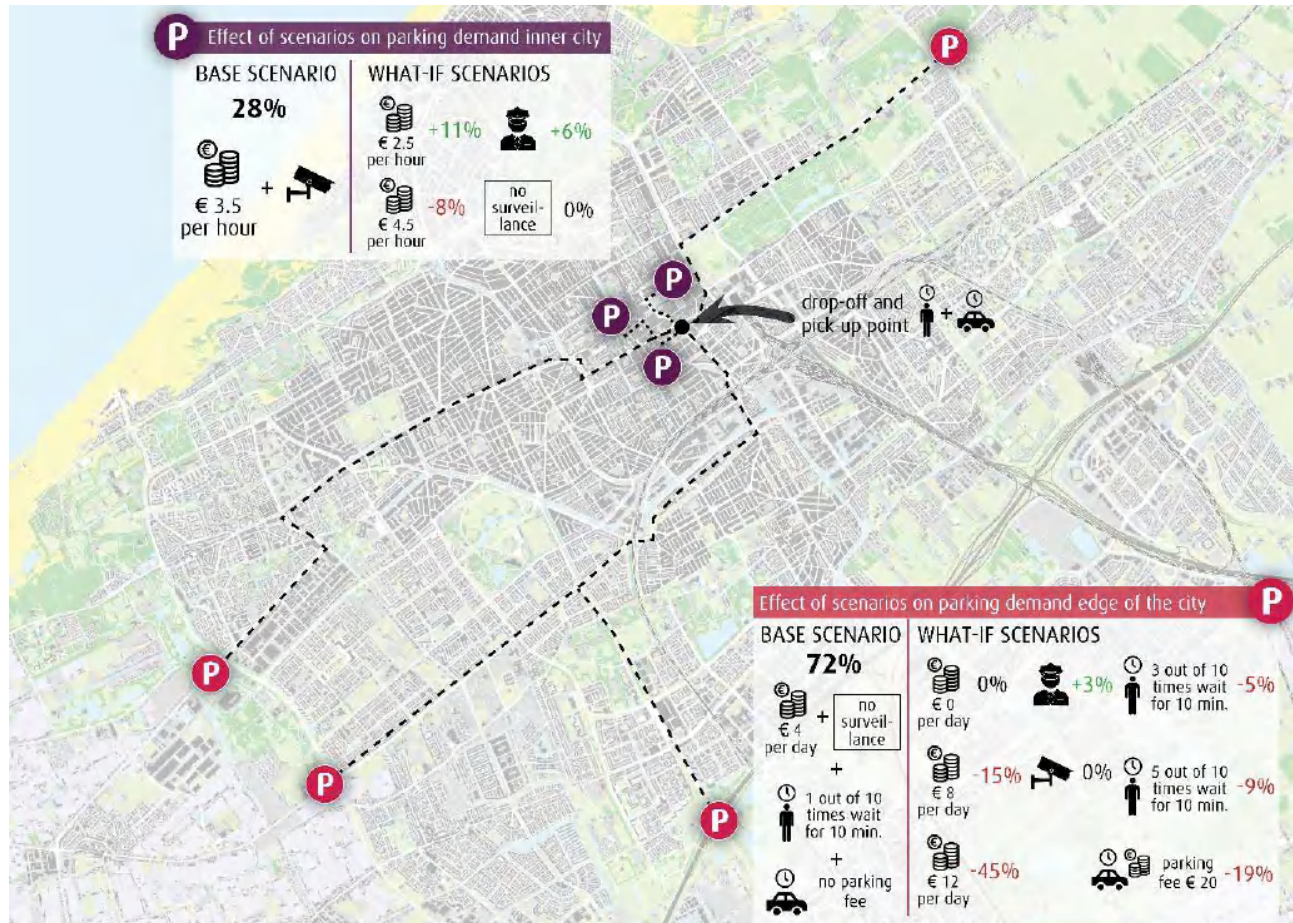 P Effect of scenarios on parking demand inner city
BASE SCENARIO
28%
€ 3.5
per hour
+
WHAT-IF SCENARIOS
€ 2.5
per hour
+11%
+6%
€ 4.5
per hour
-8%
no
surveil-
lance
0%
P
P
P
P
drop-off and
pick-up point
+
P
P
P
Effect of scenarios on parking demand edge of the city P
BASE SCENARIO
72%
€ 4
per day
+
no
surveil-
lance
+
1 out of 10
times wait
for 10 min.
+
no parking
fee
WHAT-IF SCENARIOS
€ 0
per day
0%
+3%
3 out of 10
times wait
for 10 min.
-5%
€ 8
per day
-15%
0%
5 out of 10
times wait
for 10 min.
-9%
€ 12
per day
-45%
parking
fee € 20
-19%